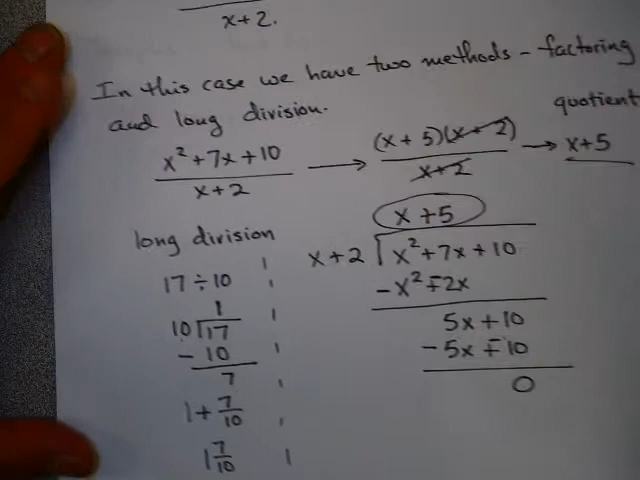 x+2.
In this case we have two methods - factoring
and long division.
quotient
x²+7x+10 / x+2 → (x+5)(x+2) / x+2 → x+5
long division
17÷10
1
10)17
- 10
7
1+7/10
1 7/10
x+5
x+2)x²+7x+10
-x²∓2x
5x+10
-5x∓10
0